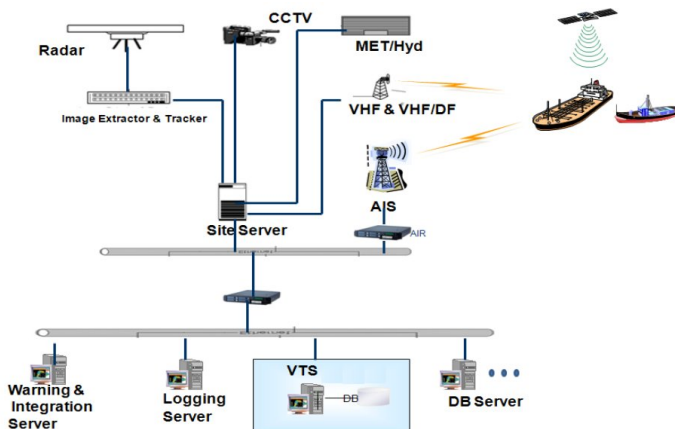 CCTV
Radar
MET/Hyd
Image Extractor & Tracker
VHF & VHF/DF
AIS
Site Server
AIR
VTS
DB
Warning &
Integration
Server
Logging
Server
DB Server